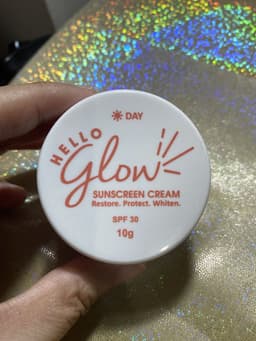 DAY
HELLO
Glow
SUNSCREEN CREAM
Restore. Protect. Whiten.
SPF 30
10g